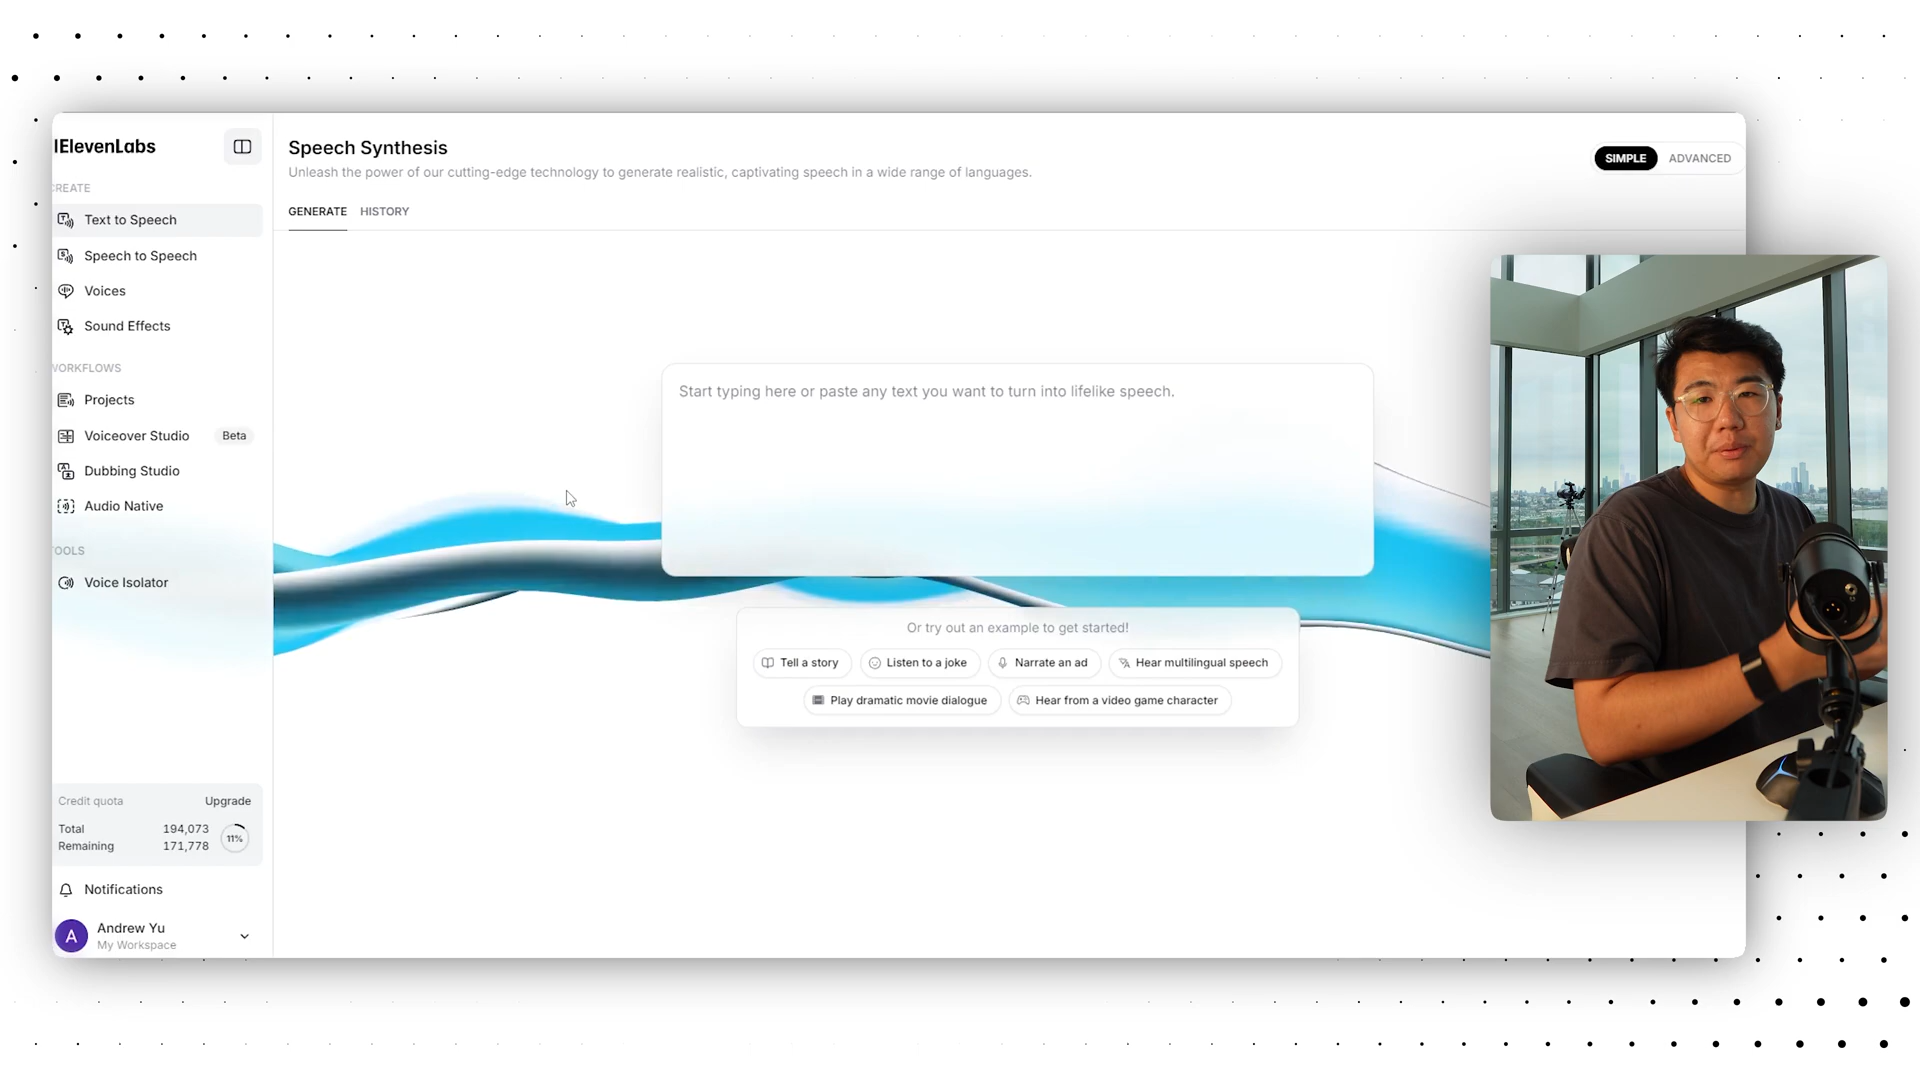 IIElevenLabs
CREATE
Text to Speech
Speech to Speech
Voices
Sound Effects
WORKFLOWS
Projects
Voiceover Studio Beta
Dubbing Studio
Audio Native
TOOLS
Voice Isolator
Credit quota Upgrade
Total 194,073
Remaining 171,778
11%
Notifications
A
Andrew Yu
My Workspace
Speech Synthesis
Unleash the power of our cutting-edge technology to generate realistic, captivating speech in a wide range of languages.
SIMPLE ADVANCED
GENERATE HISTORY
Start typing here or paste any text you want to turn into lifelike speech.
Or try out an example to get started!
Tell a story Listen to a joke Narrate an ad Hear multilingual speech
Play dramatic movie dialogue Hear from a video game character